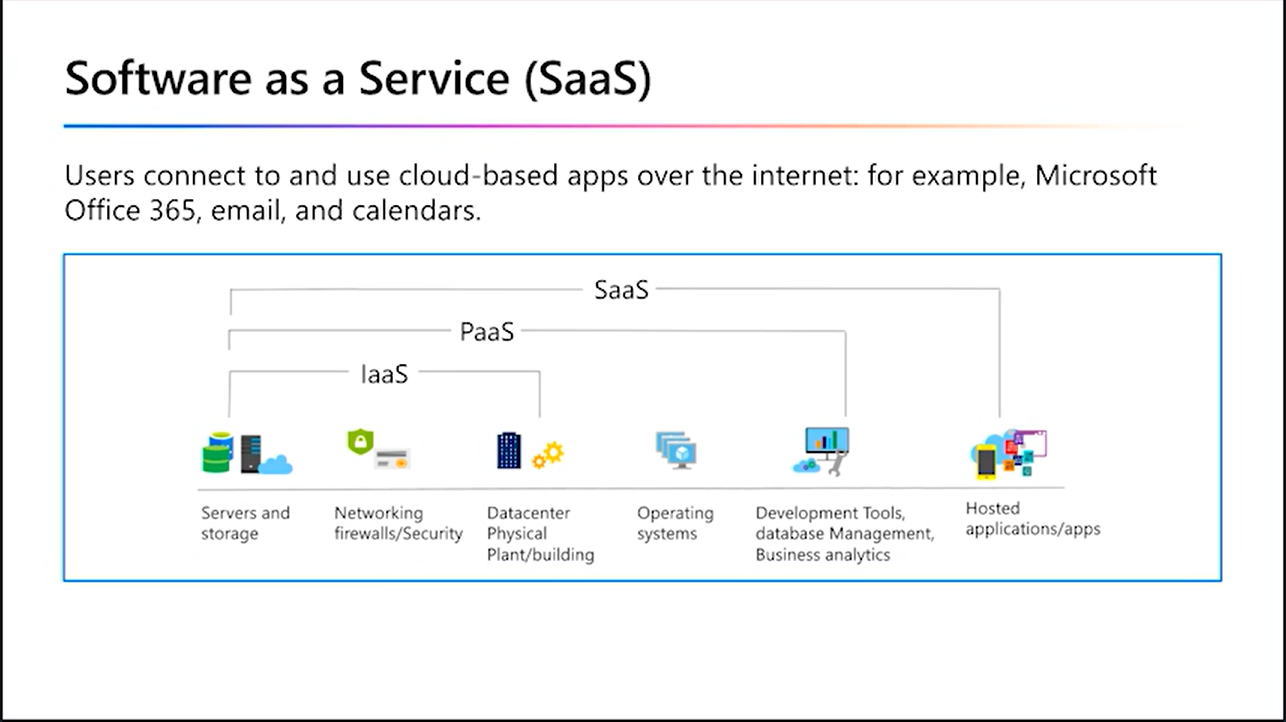 Software as a Service (SaaS)
Users connect to and use cloud-based apps over the internet: for example, Microsoft
Office 365, email, and calendars.
SaaS
PaaS
IaaS
Servers and
storage
Networking
firewalls/Security
Datacenter
Physical
Plant/building
Operating
systems
Development Tools,
database Management,
Business analytics
Hosted
applications/apps